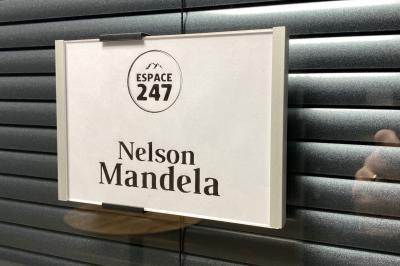 ESPACE
247
Nelson
Mandela